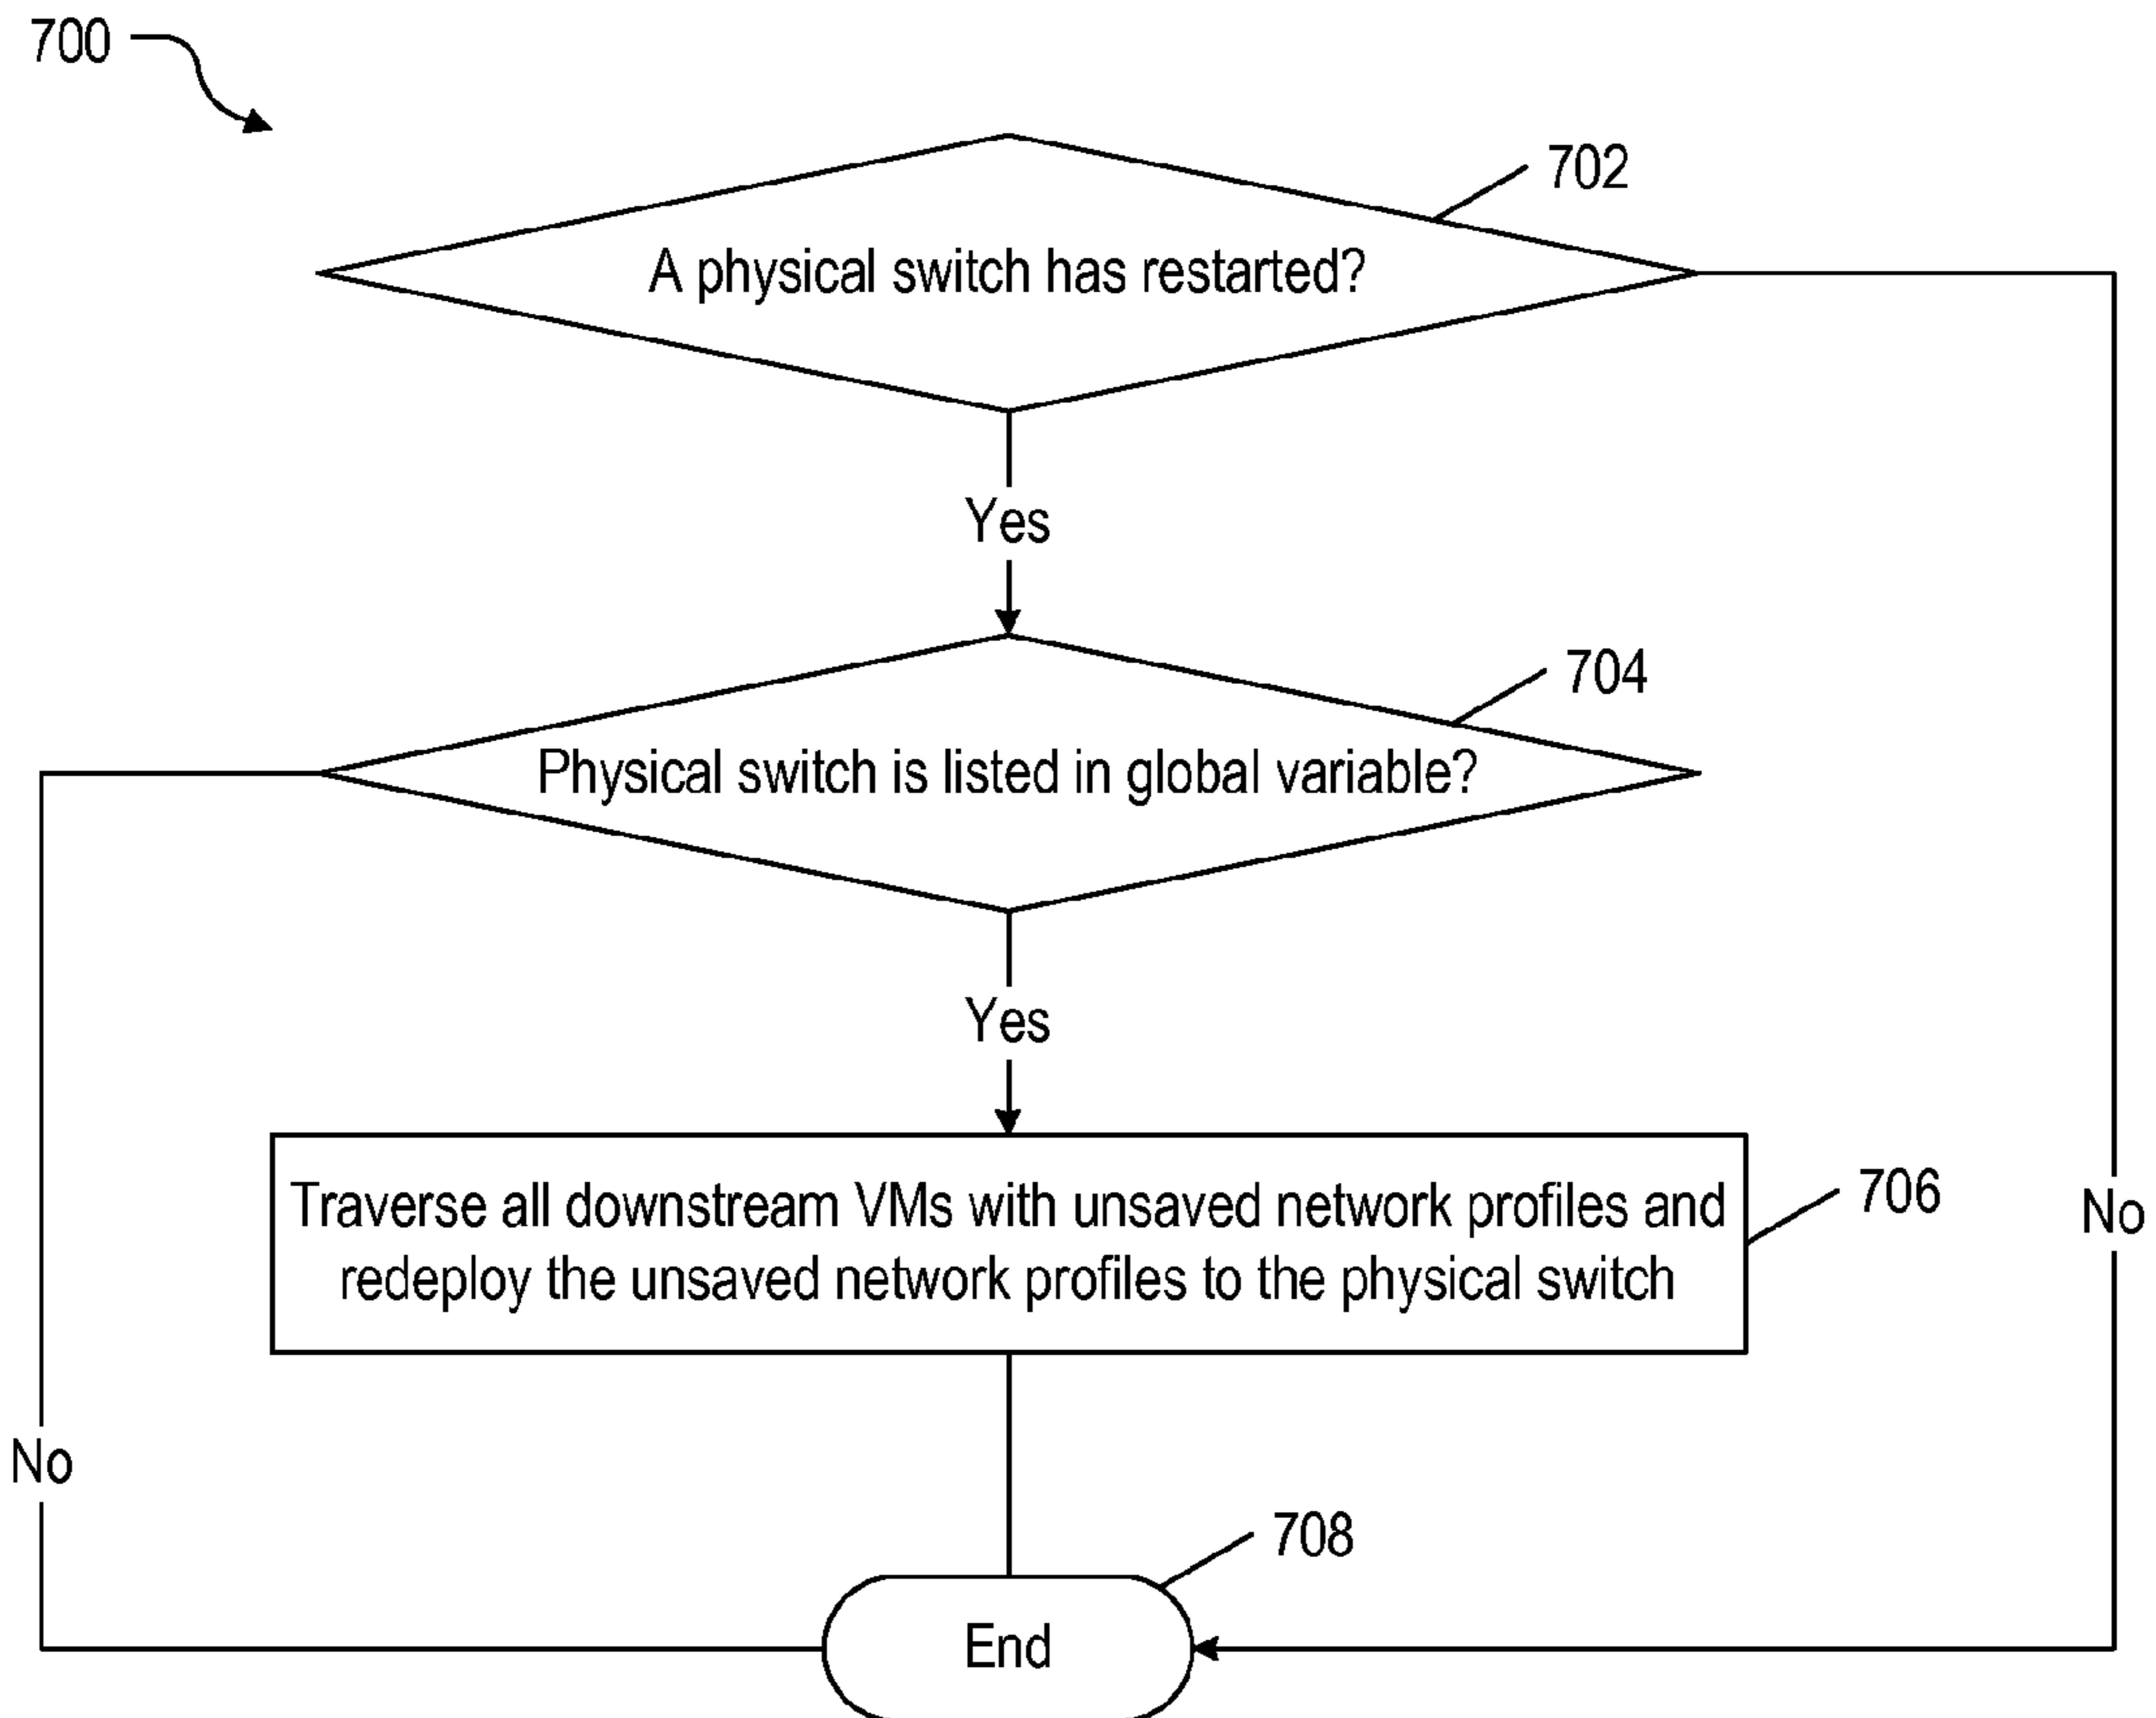 700
702
A physical switch has restarted?
Yes
704
Physical switch is listed in global variable?
Yes
Traverse all downstream VMs with unsaved network profiles and
redeploy the unsaved network profiles to the physical switch
706
No
No
708
End